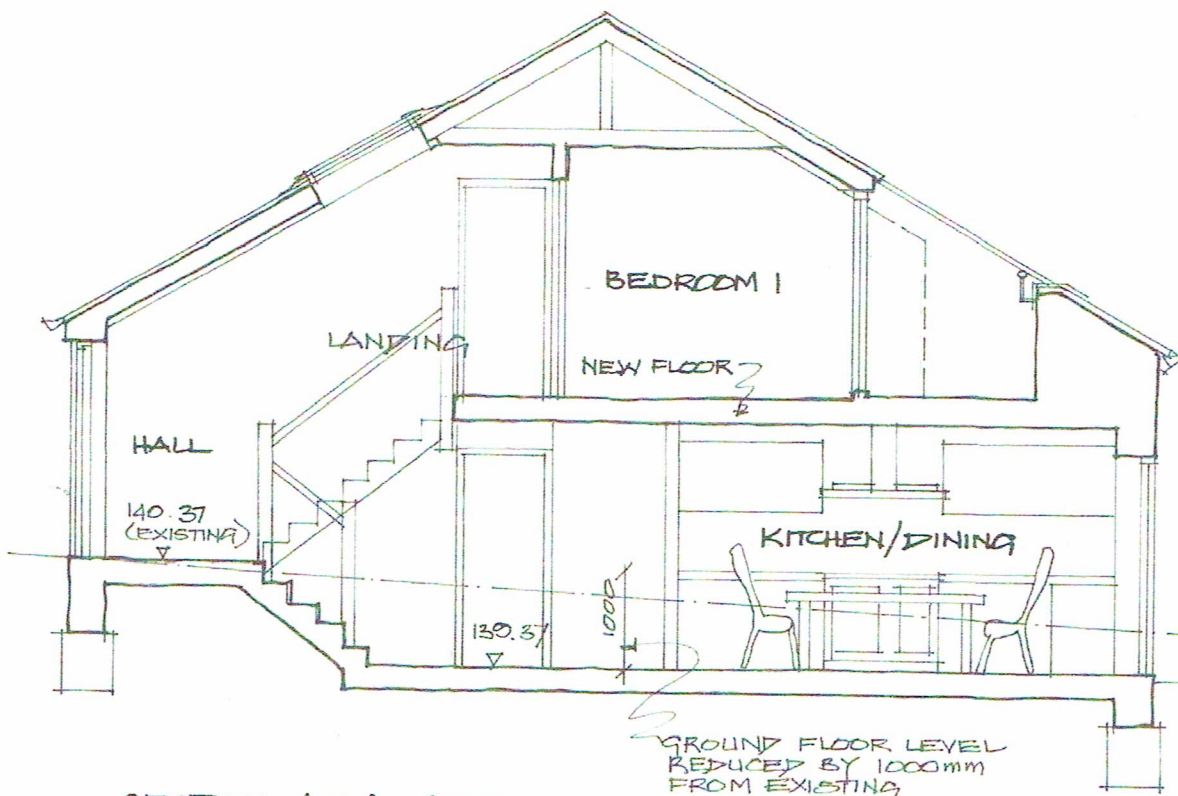 BEDROOM 1
LANDING
NEW FLOOR
HALL
140.37
(EXISTING)
KITCHEN/DINING
1000
139.37
GROUND FLOOR LEVEL
REDUCED BY 1000mm
FROM EXISTING